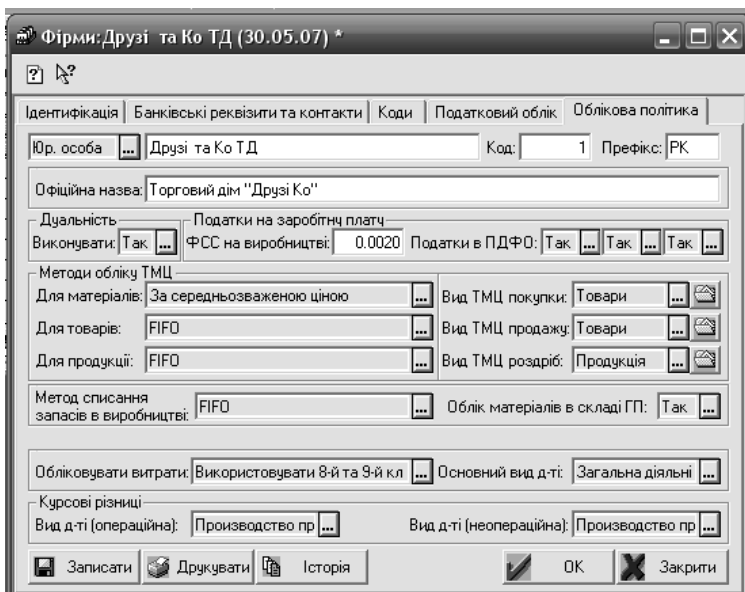 Фірми:Друзі та Ко ТД (30.05.07) *
Ідентифікація Банківські реквізити та контакти Коди Податковий облік Облікова політика
Юр. особа ... Друзі та Ко ТД Код: 1 Префікс: РК
Офіційна назва: Торговий дім "Друзі Ко"
Дуальність Податки на заробітну плату
Виконувати: Так ... ФСС на виробництві: 0.0020 Податки в ПДФО: Так ... Так ... Так ...
Методи обліку ТМЦ
Для матеріалів: За середньозваженою ціною ... Вид ТМЦ покупки: Товари ...
Для товарів: FIFO ... Вид ТМЦ продажу: Товари ...
Для продукції: FIFO ... Вид ТМЦ роздріб: Продукція ...
Метод списання
запасів в виробництві: FIFO ... Облік матеріалів в складі ГП: Так ...
Обліковувати витрати: Використовувати 8-й та 9-й кл ... Основний вид д-ті: Загальна діяльні ...
Курсові різниці
Вид д-ті (операційна): Производство пр ... Вид д-ті (неопераційна): Производство пр ...
Записати Друкувати Історія OK Закрити